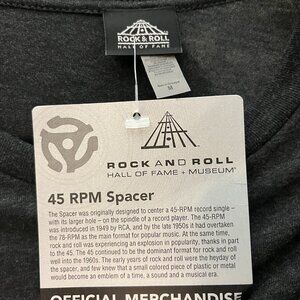 ROCK & ROLL
HALL OF FAME
M
ROCK AND ROLL
HALL OF FAME + MUSEUM
45 RPM Spacer
The Spacer was originally designed to center a 45-RPM record single -
with its larger hole - on the spindle of a record player. The 45-RPM
was introduced in 1949 by RCA, and by the late 1950s it had overtaken
the 78-RPM as the main format for popular music. At the same time,
rock and roll was experiencing an explosion in popularity, thanks in part
to the 45. The 45 continued to be the dominant format for rock and roll
well into the 1960s. The early years of rock and roll were the heyday of
the spacer, and few knew that a small colored piece of plastic or metal
would become an emblem of a time, a sound and a musical era.
OFFICIAL MERCHANDISE